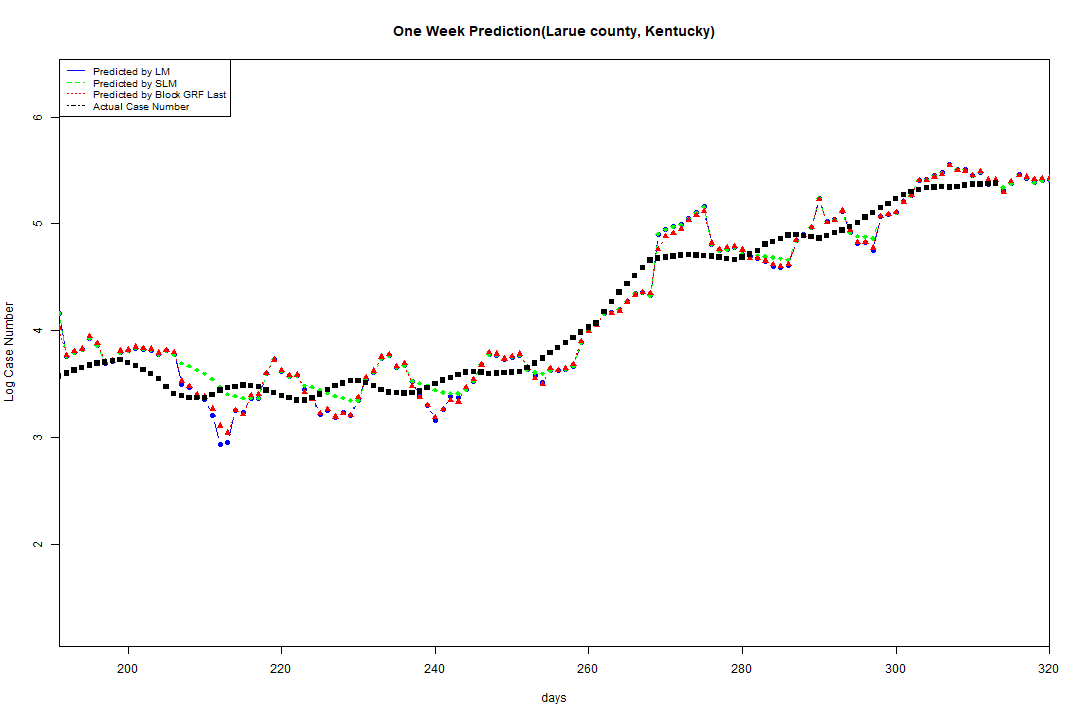 One Week Prediction(Larue county, Kentucky)
Predicted by LM
Predicted by SLM
Predicted by Block GRF Last
Actual Case Number
6
5
4
3
2
Log Case Number
200 220 240 260 280 300 320
days